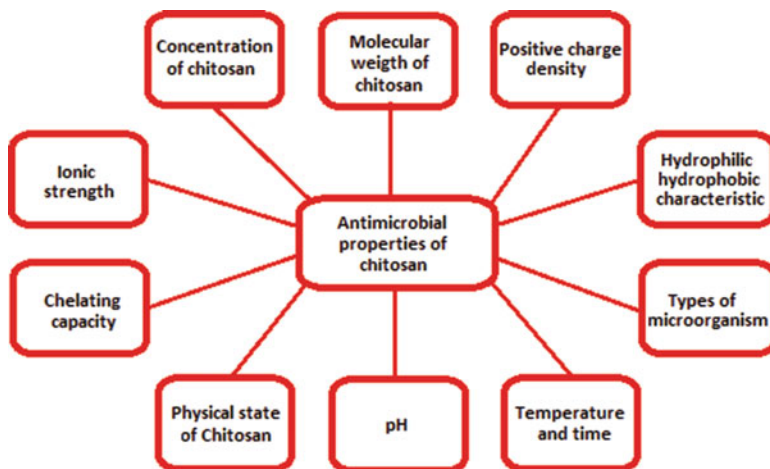 Concentration
of chitosan
Molecular
weigth of
chitosan
Positive charge
density
Ionic
strength
Hydrophilic
hydrophobic
characteristic
Antimicrobial
properties of
chitosan
Chelating
capacity
Types of
microorganism
Physical state
of Chitosan
pH
Temperature
and time